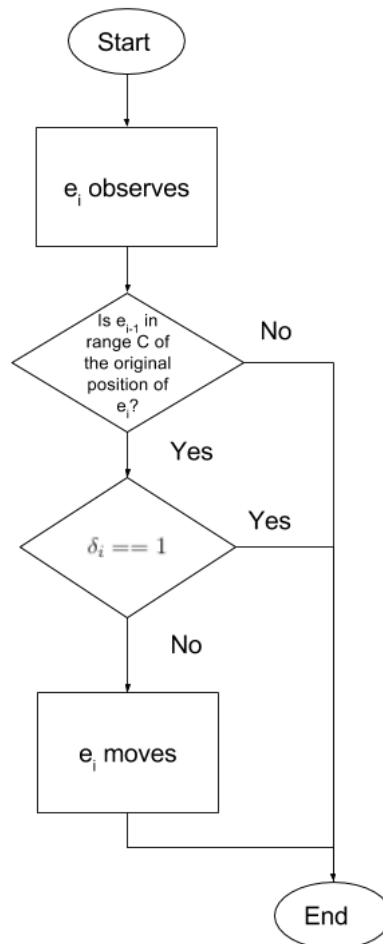 Start
e_i observes
Is e_{i-1} in
range C of
the original
position of
e_i?
No
Yes
δ_i == 1
Yes
No
e_i moves
End